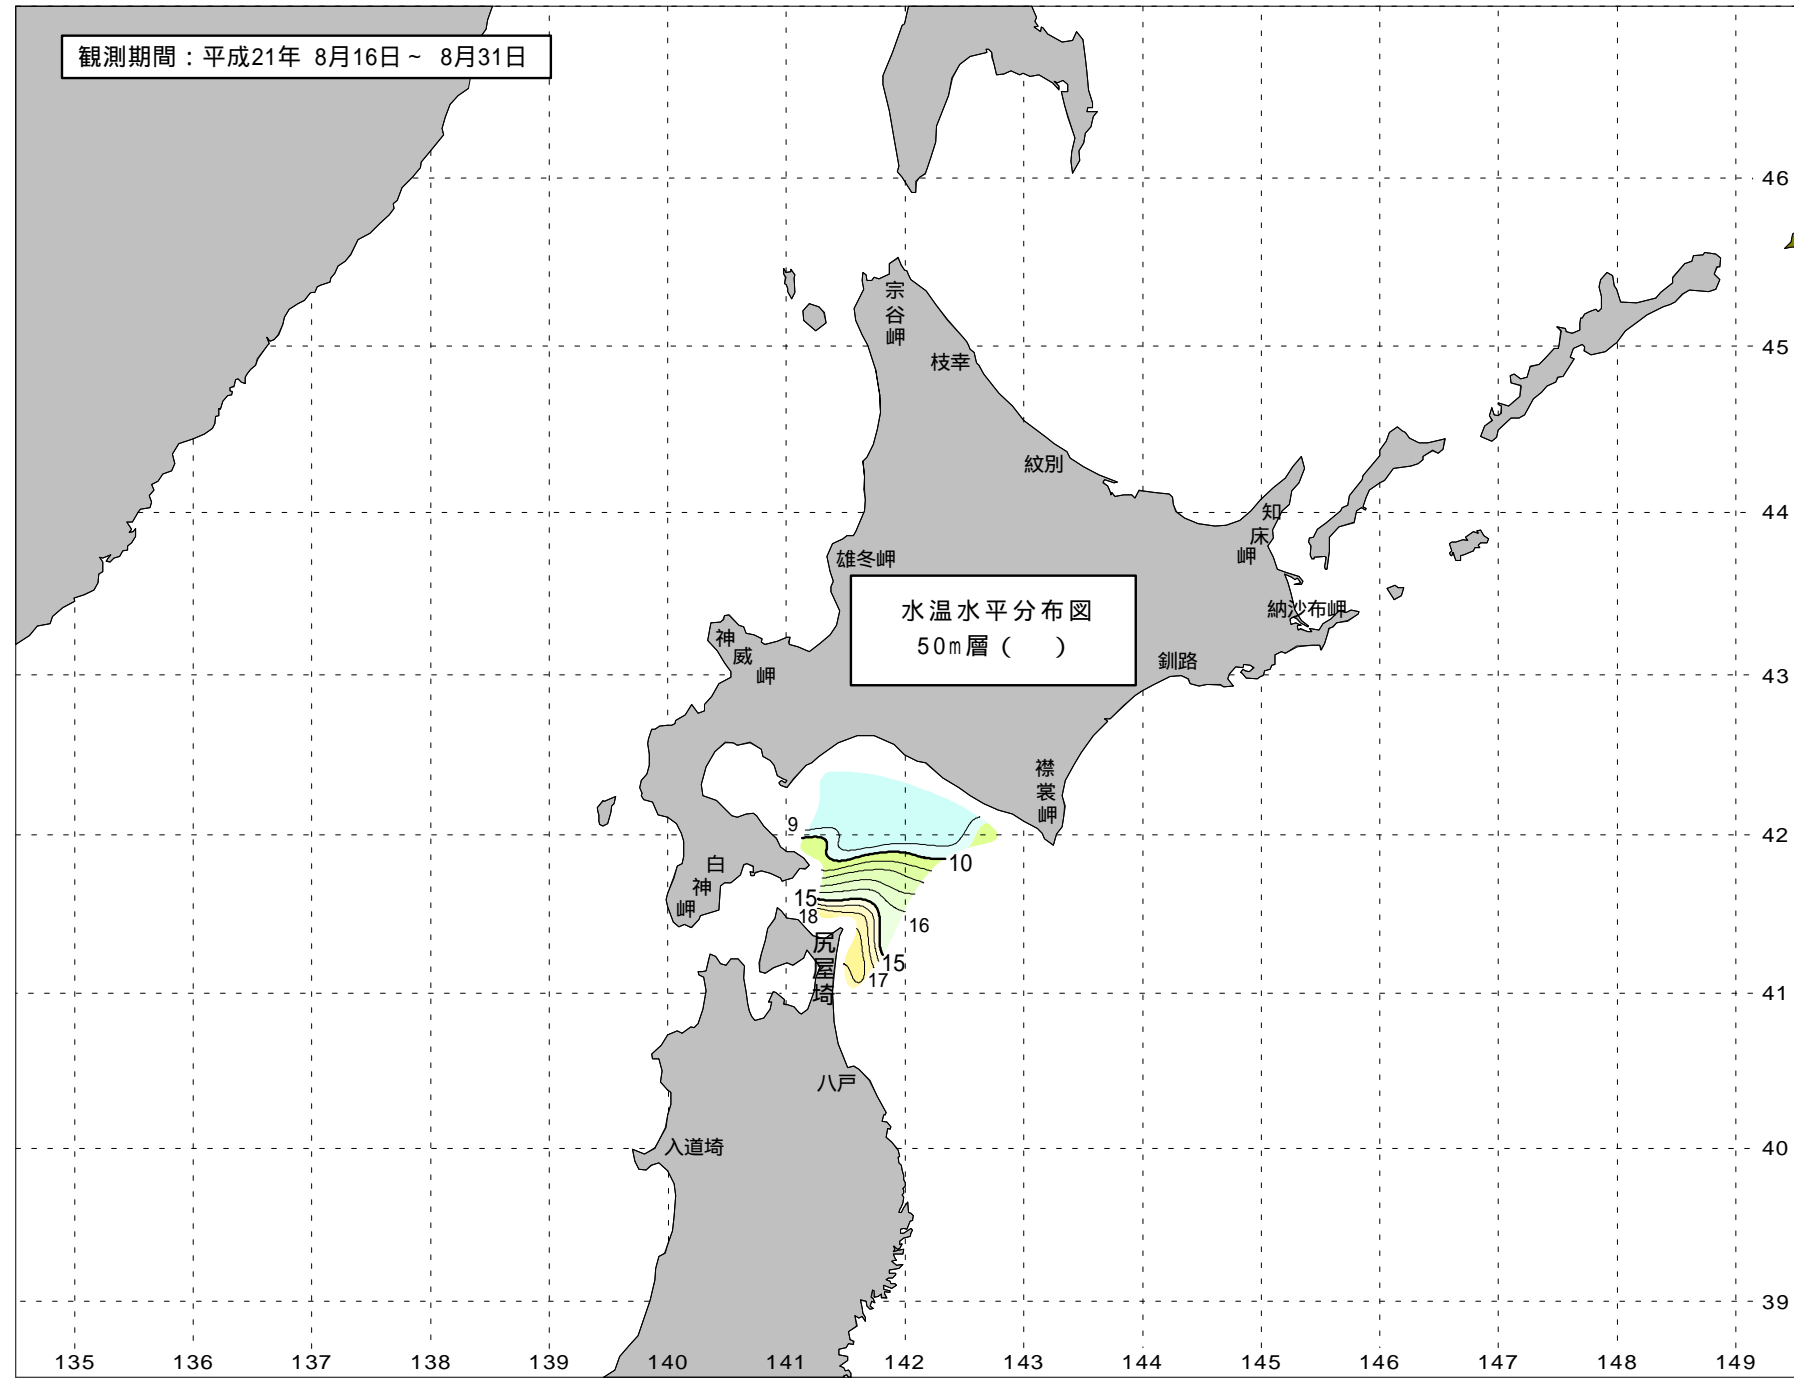 観測期間：平成21年 8月16日～ 8月31日
46
宗谷岬
45
枝幸
紋別
44
知床岬
雄冬岬
水温水平分布図
50m層（　）
納沙布岬
神威岬
釧路
43
襟裳岬
9
42
10
白神岬
15
18
16
尻屋埼
15
17
41
八戸
入道埼
40
39
135 136 137 138 139 140 141 142 143 144 145 146 147 148 149